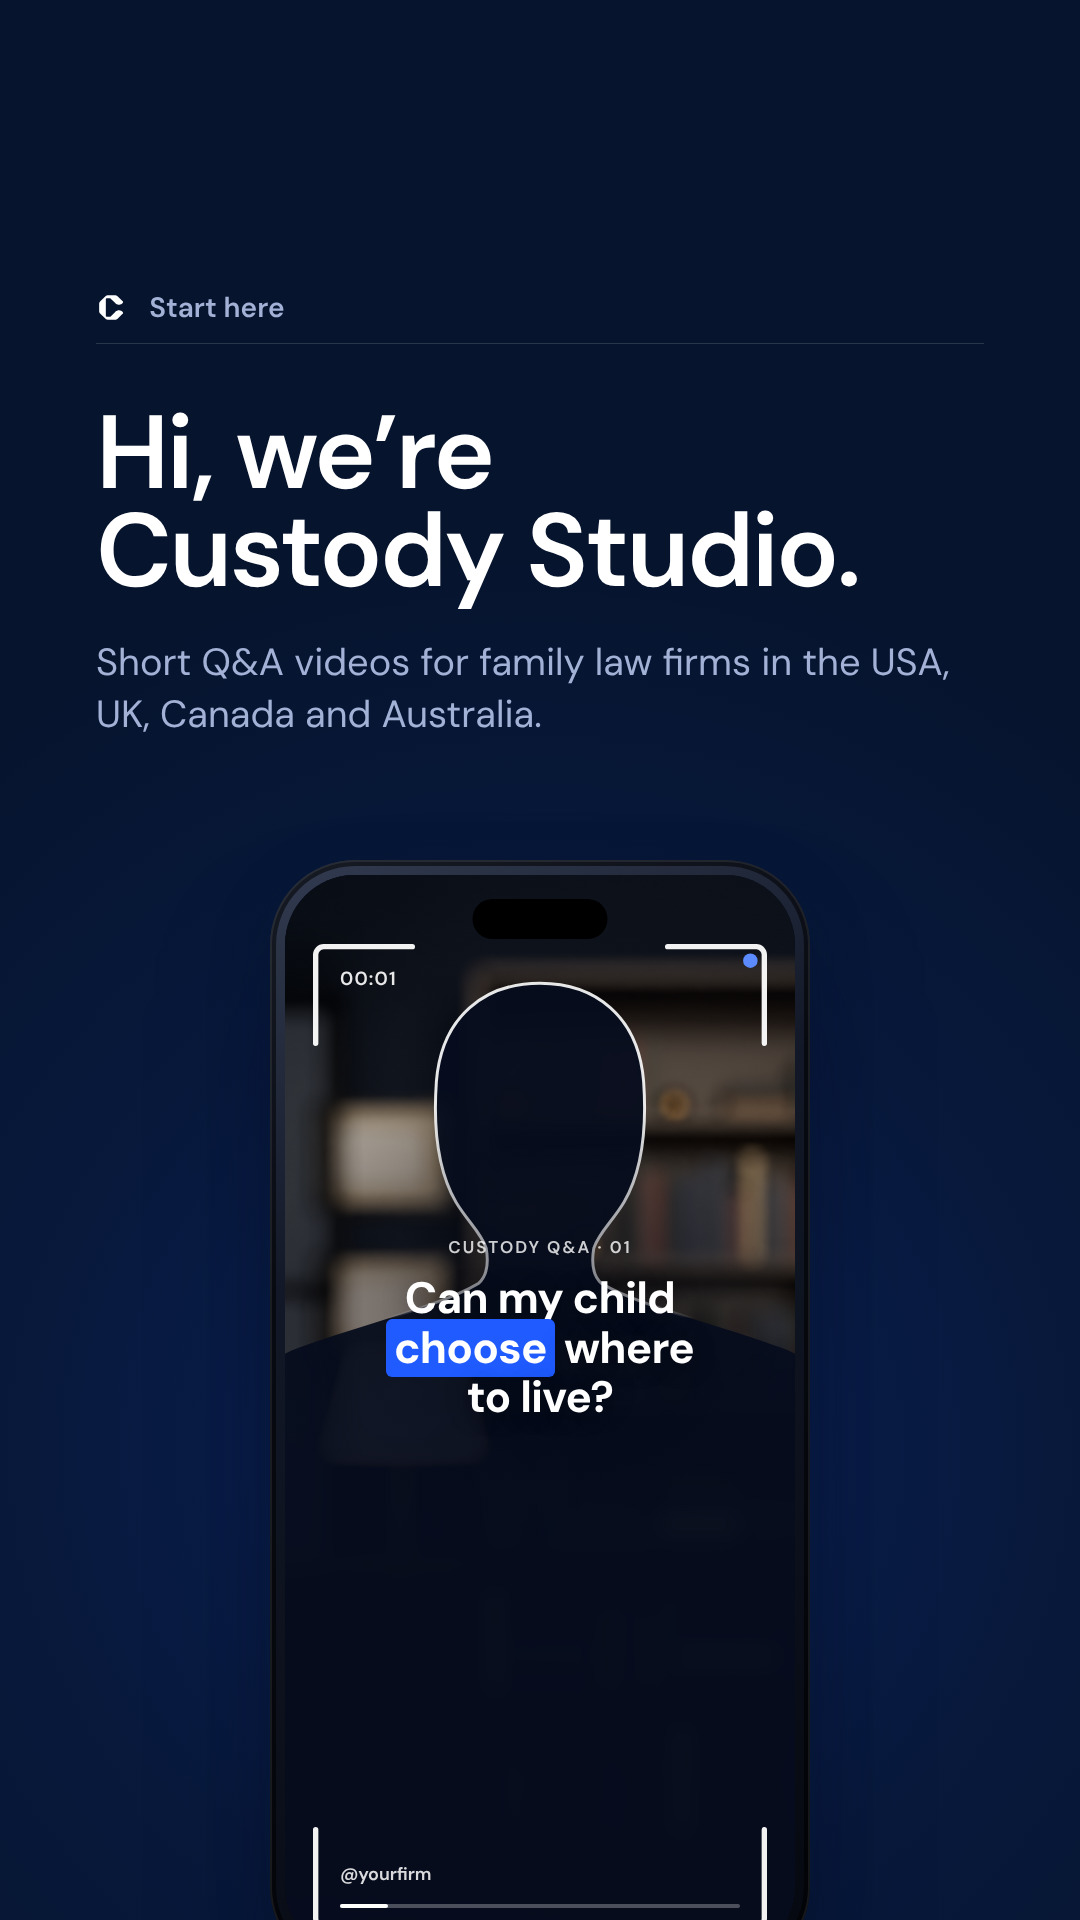 Start here
Hi, we’re
Custody Studio.
Short Q&A videos for family law firms in the USA,
UK, Canada and Australia.
00:01
CUSTODY Q&A · 01
Can my child
choose where
to live?
@yourfirm